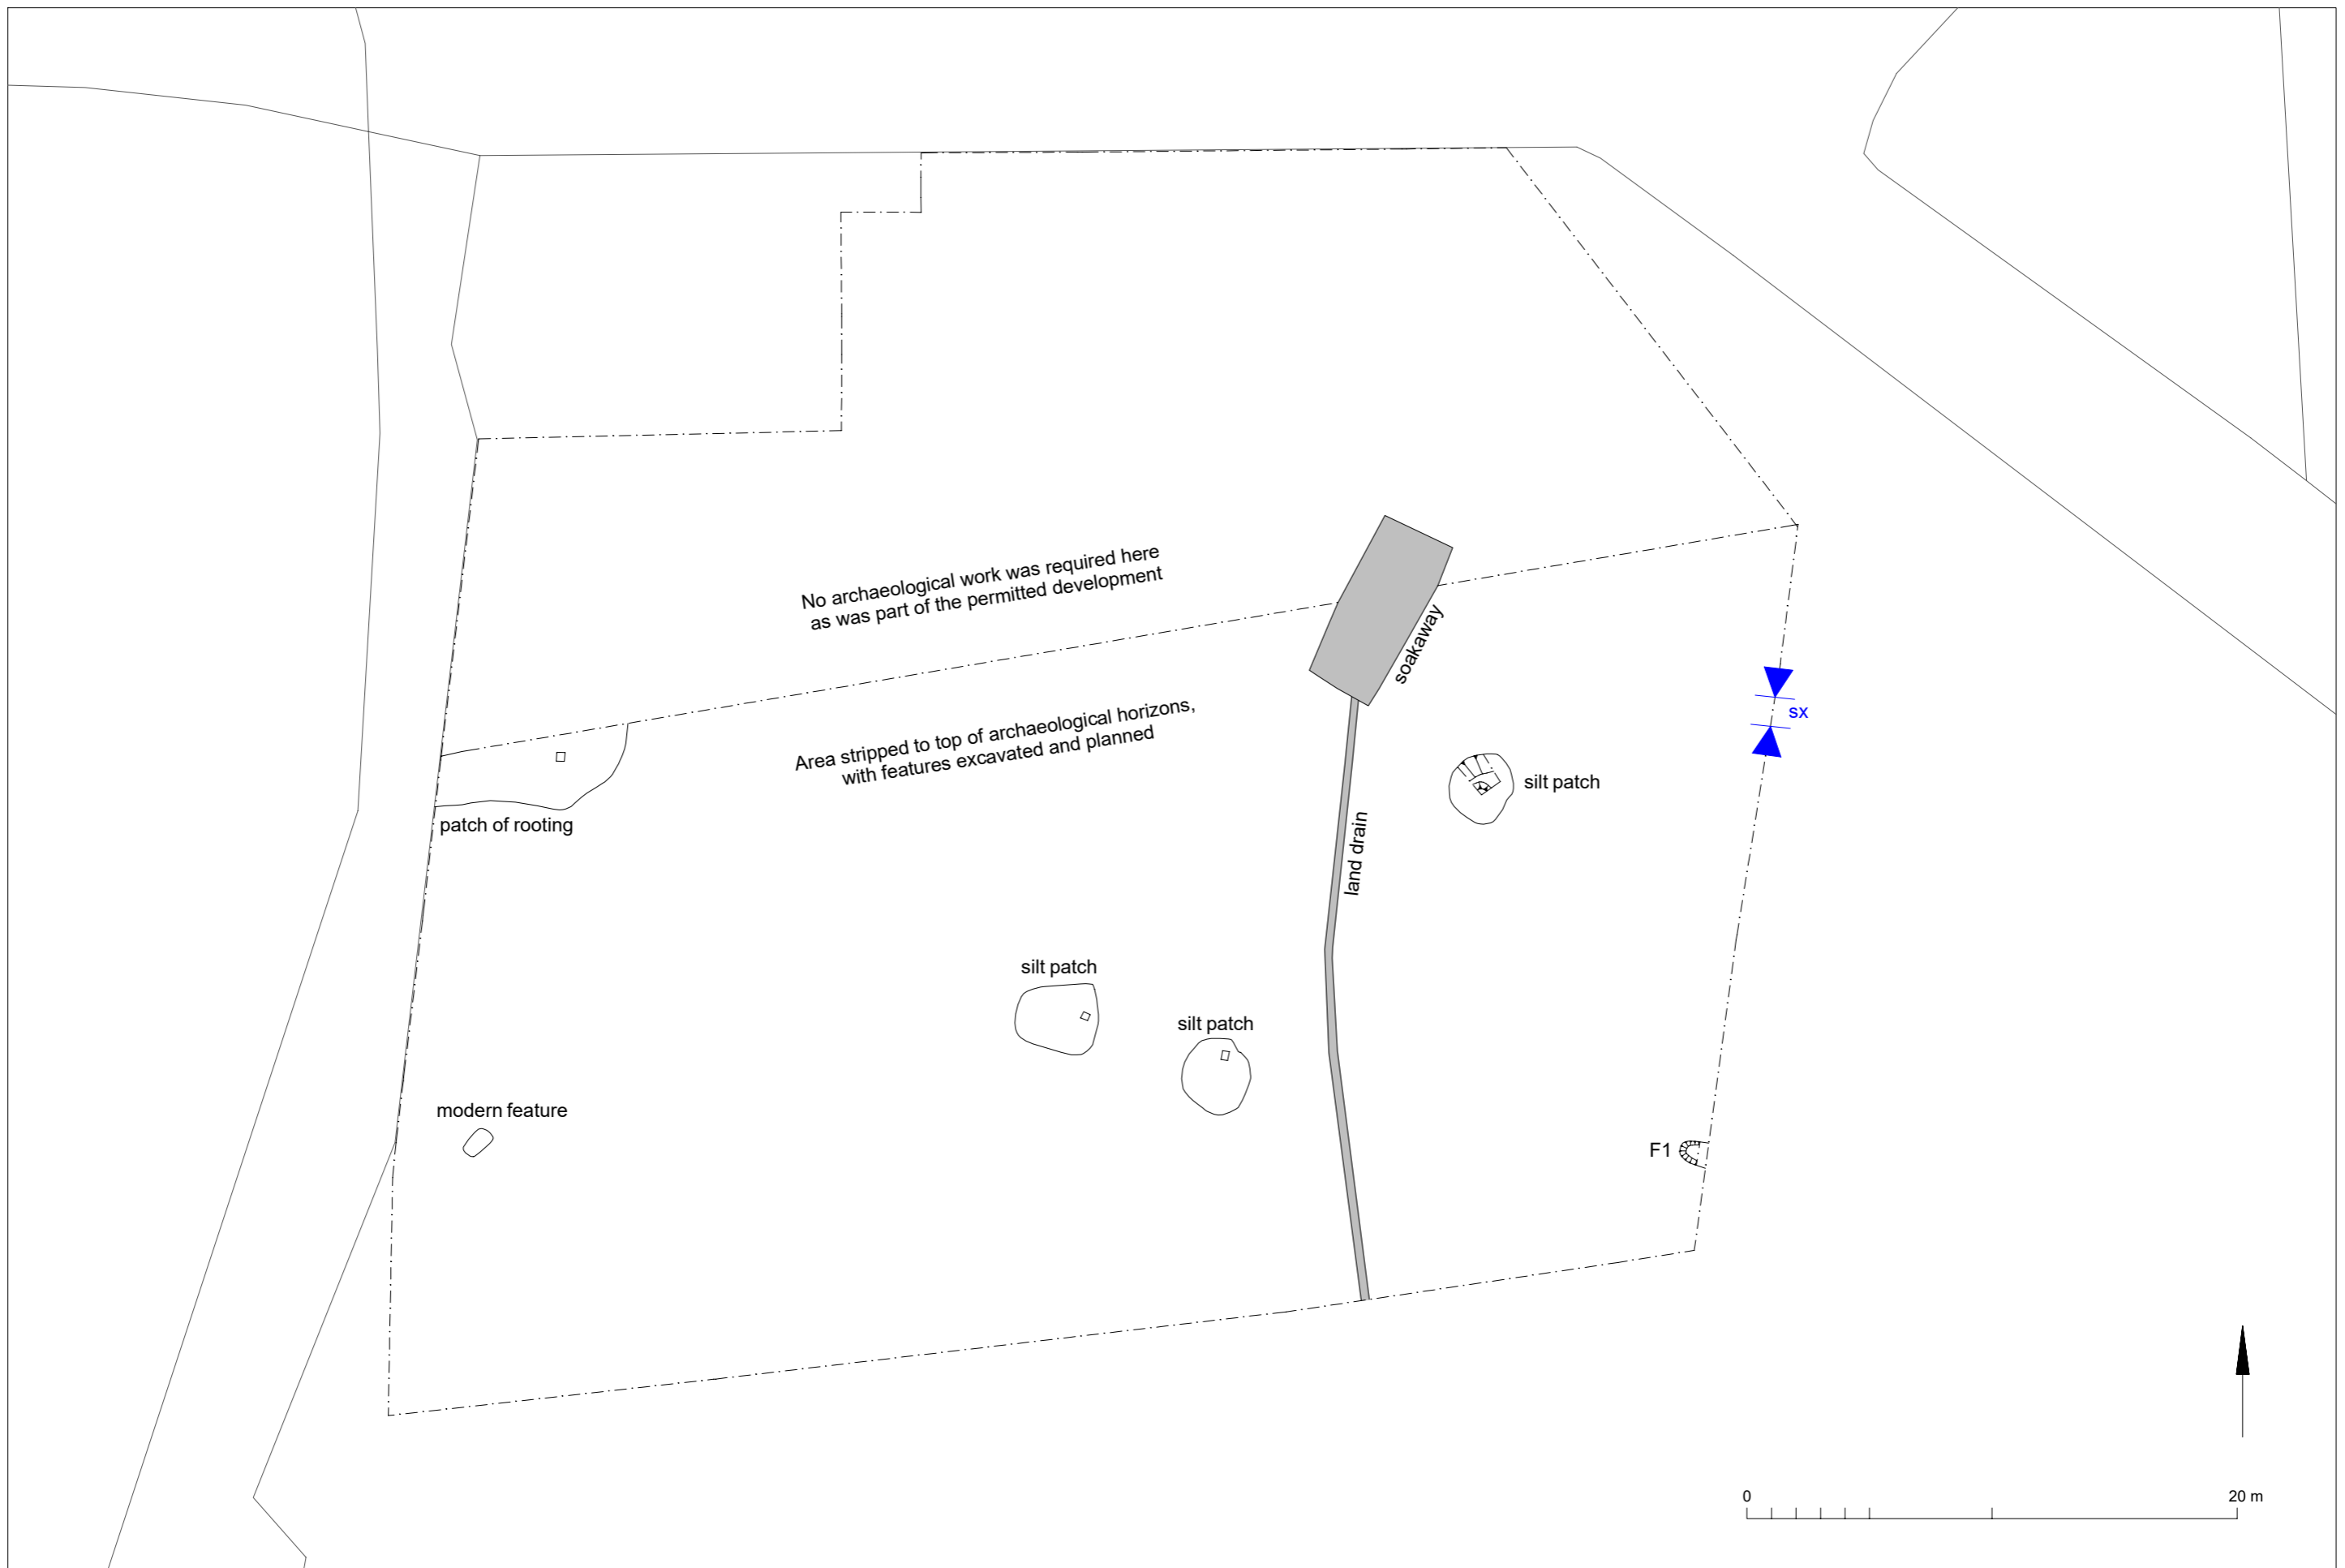 No archaeological work was required here
as was part of the permitted development
soakaway
Area stripped to top of archaeological horizons,
with features excavated and planned
sx
silt patch
patch of rooting
land drain
silt patch
silt patch
modern feature
F1
0
20 m